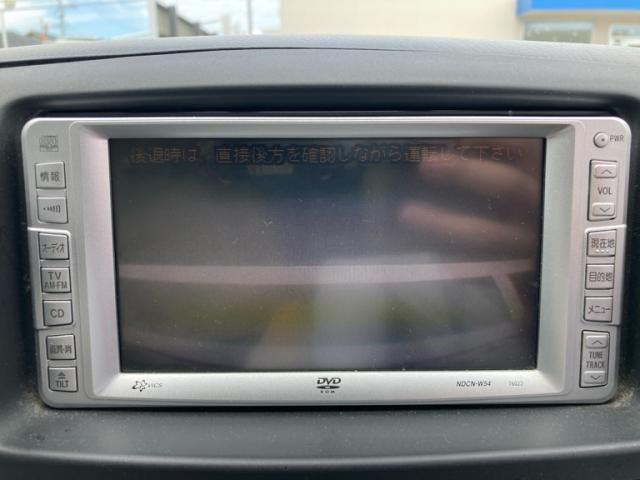 後退時は、直接後方を確認しながら運転して下さい
情報
オーディオ
TV
AM・FM
CD
画質・消
TILT
PWR
VOL
現在地
目的地
メニュー
TUNE
TRACK
VICS
DVD
ROM
NDCN-W54